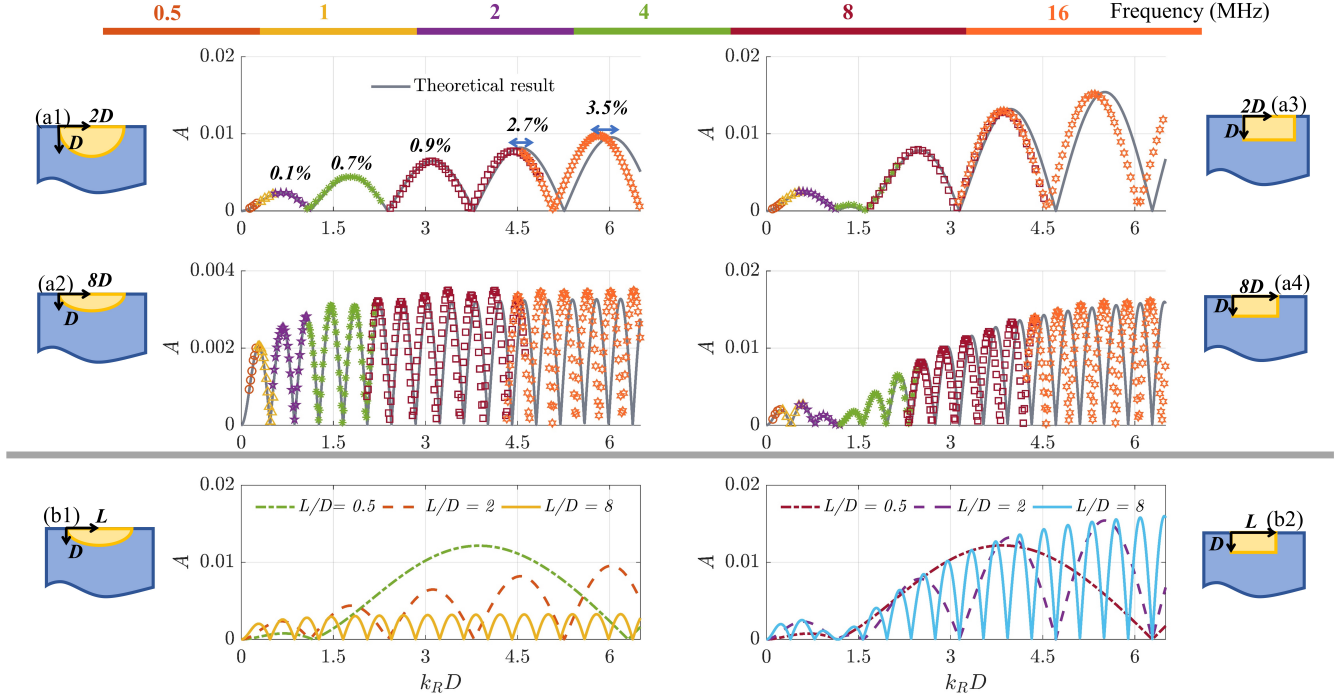 0.5 1 2 4 8 16 Frequency (MHz)
0.02
0.01
0
A
Theoretical result
0.1%
0.7%
0.9%
2.7%
3.5%
0 1.5 3 4.5 6
(a1) 2D
D
0.02
0.01
0
A
0 1.5 3 4.5 6
2D (a3)
D
(a2) 8D
D
0.004
0.002
0
A
0 1.5 3 4.5 6
0.02
0.01
0
A
0 1.5 3 4.5 6
8D (a4)
D
(b1) L
D
0.02
0.01
0
A
L/D= 0.5 L/D = 2 L/D = 8
0 1.5 3 4.5 6
k_R D
0.02
0.01
0
A
L/D = 0.5 L/D = 2 L/D = 8
0 1.5 3 4.5 6
k_R D
L (b2)
D